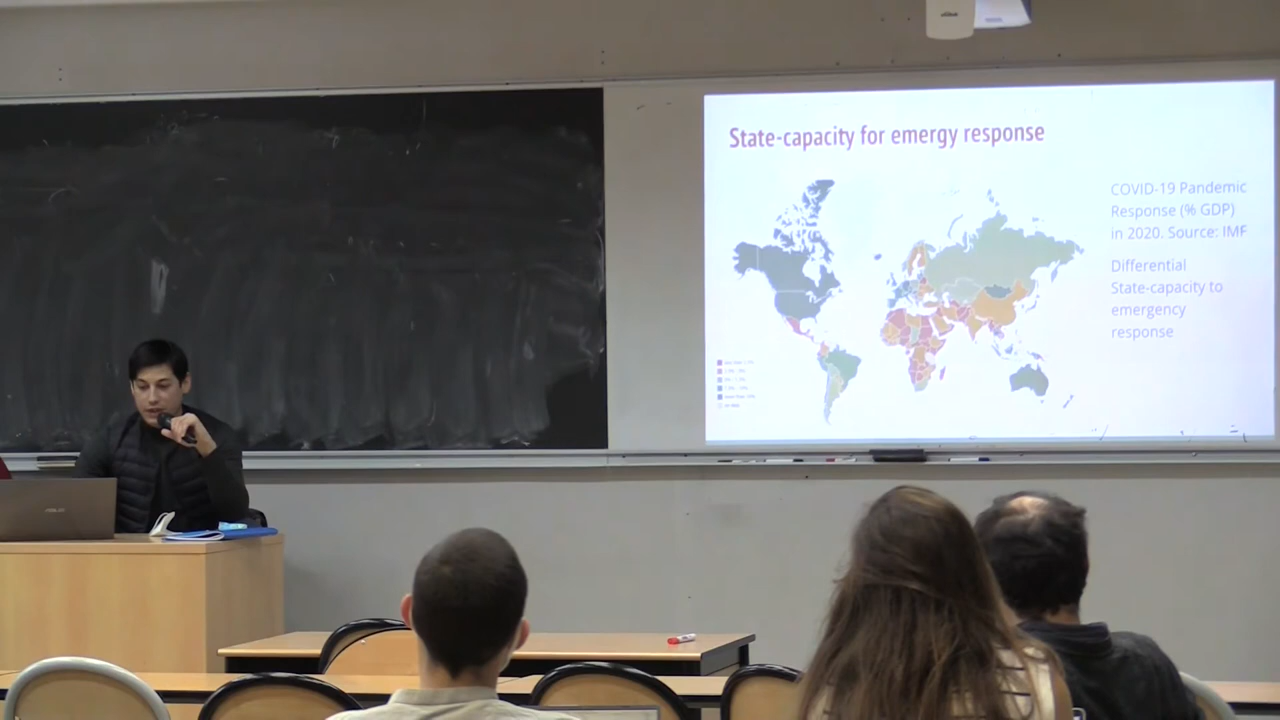 State-capacity for emergy response
COVID-19 Pandemic
Response (% GDP)
in 2020. Source: IMF
Differential
State-capacity to
emergency
response
ASUS